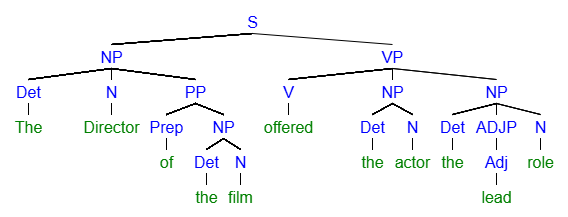 S
NP VP
Det N PP V NP NP
The Director Prep NP offered Det N Det ADJP N
of Det N the actor the Adj role
the film lead